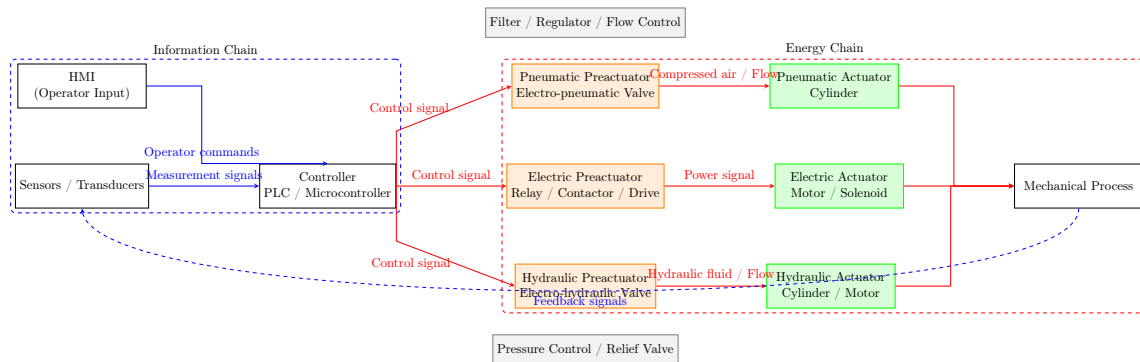 Filter / Regulator / Flow Control
Information Chain
Energy Chain
HMI
(Operator Input)
Pneumatic Preactuator
Electro-pneumatic Valve
Compressed air / Flow
Pneumatic Actuator
Cylinder
Control signal
Operator commands
Measurement signals
Sensors / Transducers
Controller
PLC / Microcontroller
Control signal
Electric Preactuator
Relay / Contactor / Drive
Power signal
Electric Actuator
Motor / Solenoid
Mechanical Process
Control signal
Hydraulic Preactuator
Electro-hydraulic Valve
Hydraulic fluid / Flow
Hydraulic Actuator
Cylinder / Motor
Feedback signals
Pressure Control / Relief Valve